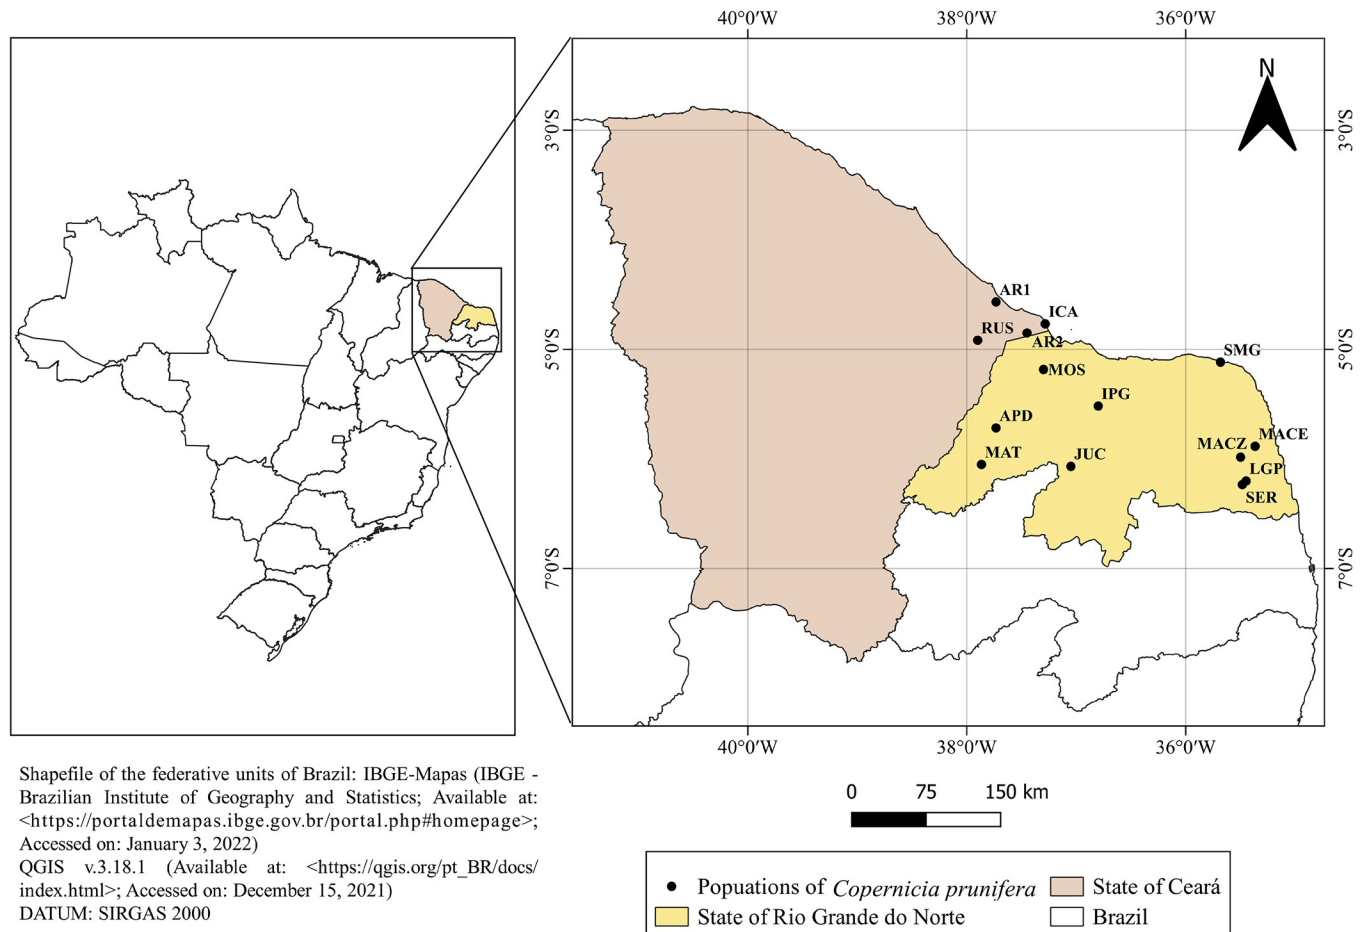 40°0′W 38°0′W 36°0′W
N
3°0′S 3°0′S
AR1
ICA
RUS
AR2
5°0′S 5°0′S
SMG
MOS
IPG
APD
MACE
MACZ
MAT
JUC
LGP
SER
7°0′S 7°0′S
40°0′W 38°0′W 36°0′W
Shapefile of the federative units of Brazil: IBGE-Mapas (IBGE -
Brazilian Institute of Geography and Statistics; Available at:
<https://portaldemapas.ibge.gov.br/portal.php#homepage>;
Accessed on: January 3, 2022)
QGIS v.3.18.1 (Available at: <https://qgis.org/pt_BR/docs/
index.html>; Accessed on: December 15, 2021)
DATUM: SIRGAS 2000
0 75 150 km
Popuations of Copernicia prunifera
State of Ceará
State of Rio Grande do Norte
Brazil